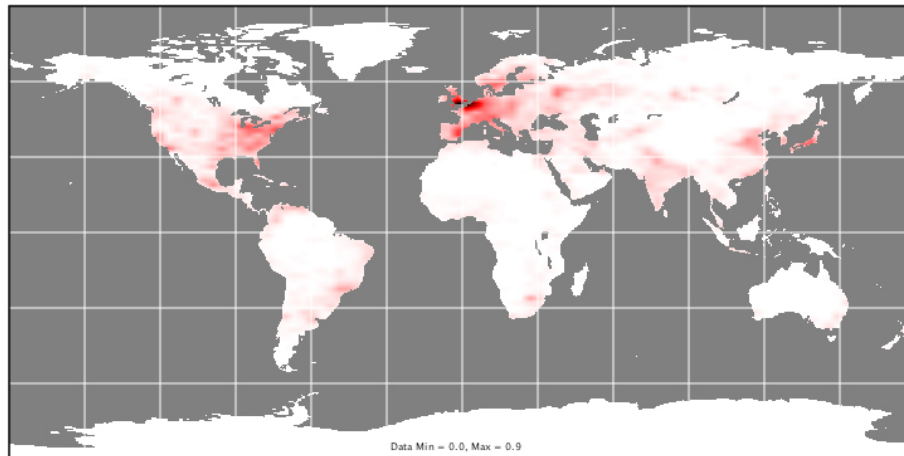 Data Min = 0.0, Max = 0.9